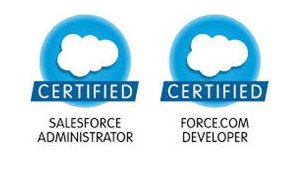 CERTIFIED
SALESFORCE
ADMINISTRATOR
CERTIFIED
FORCE.COM
DEVELOPER